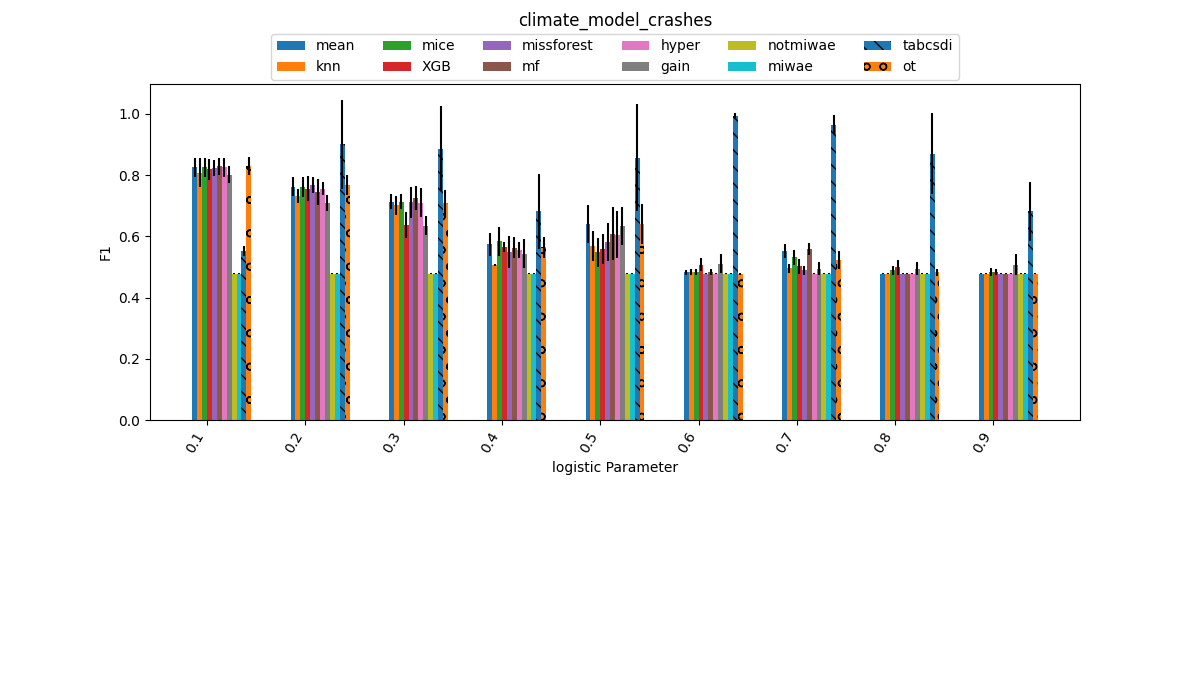 climate_model_crashes
mean mice missforest hyper notmiwae tabcsdi
knn XGB mf gain miwae ot
1.0
0.8
0.6
0.4
0.2
0.0
F1
0.1 0.2 0.3 0.4 0.5 0.6 0.7 0.8 0.9
logistic Parameter